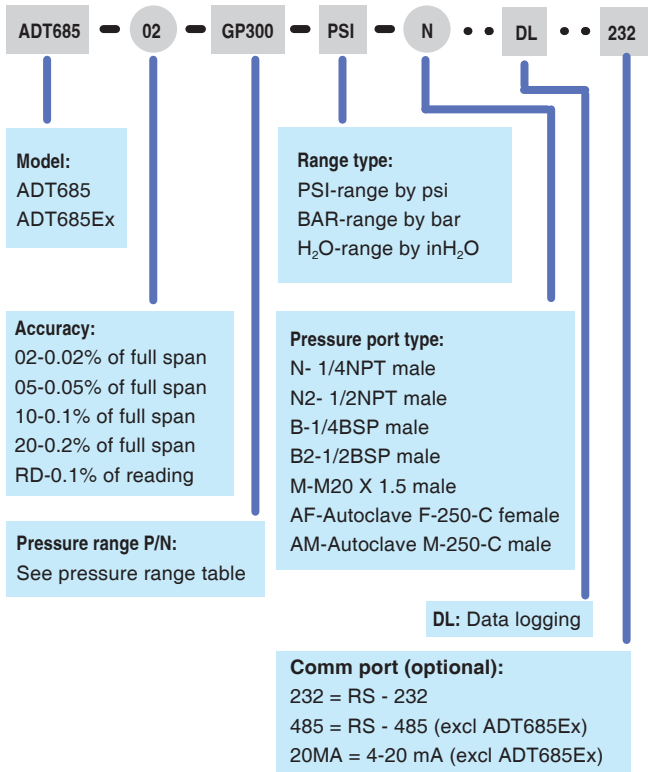 ADT685 – 02 – GP300 – PSI – N • • DL • • 232
Model:
ADT685
ADT685Ex
Range type:
PSI-range by psi
BAR-range by bar
H₂O-range by inH₂O
Accuracy:
02-0.02% of full span
05-0.05% of full span
10-0.1% of full span
20-0.2% of full span
RD-0.1% of reading
Pressure port type:
N- 1/4NPT male
N2- 1/2NPT male
B-1/4BSP male
B2-1/2BSP male
M-M20 X 1.5 male
AF-Autoclave F-250-C female
AM-Autoclave M-250-C male
Pressure range P/N:
See pressure range table
DL: Data logging
Comm port (optional):
232 = RS - 232
485 = RS - 485 (excl ADT685Ex)
20MA = 4-20 mA (excl ADT685Ex)